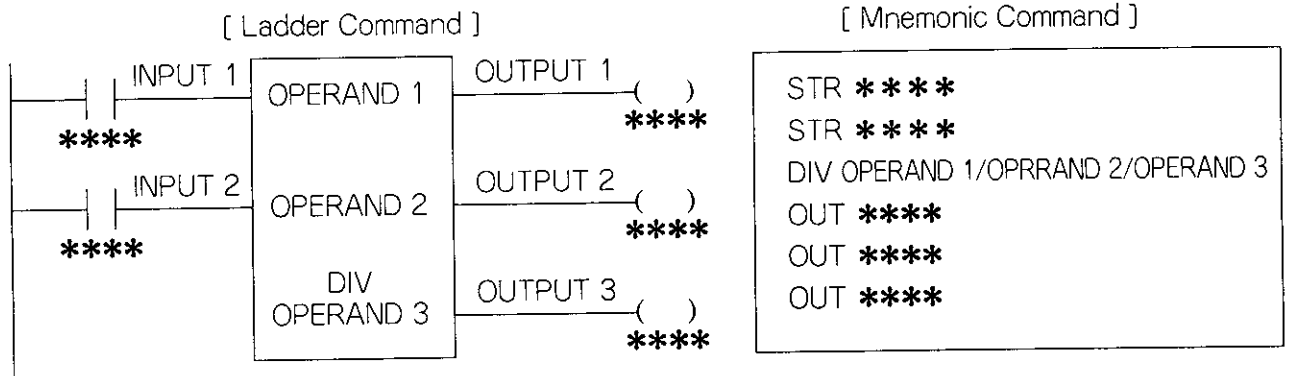 [ Ladder Command ]
INPUT 1
OPERAND 1
OUTPUT 1
( )
****
****
INPUT 2
OPERAND 2
OUTPUT 2
( )
****
****
DIV
OPERAND 3
OUTPUT 3
( )
****
[ Mnemonic Command ]
STR ****
STR ****
DIV OPERAND 1/OPRRAND 2/OPERAND 3
OUT ****
OUT ****
OUT ****